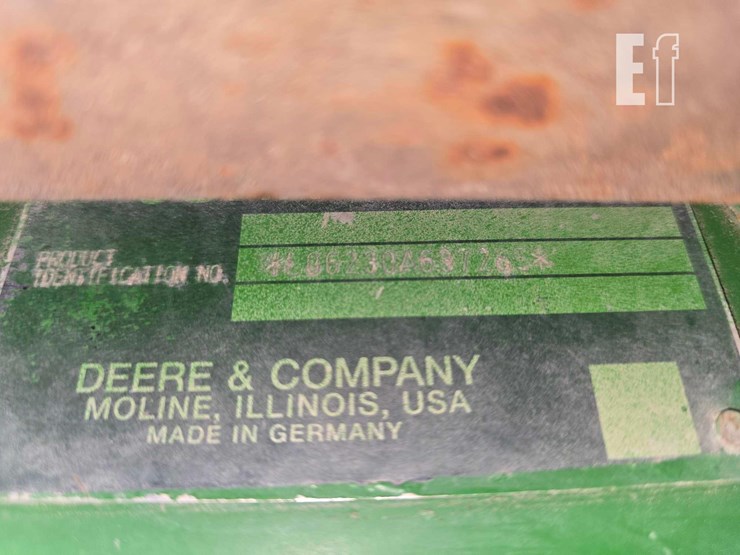 Ef
PRODUCT
IDENTIFICATION NO.
DEERE & COMPANY
MOLINE, ILLINOIS, USA
MADE IN GERMANY